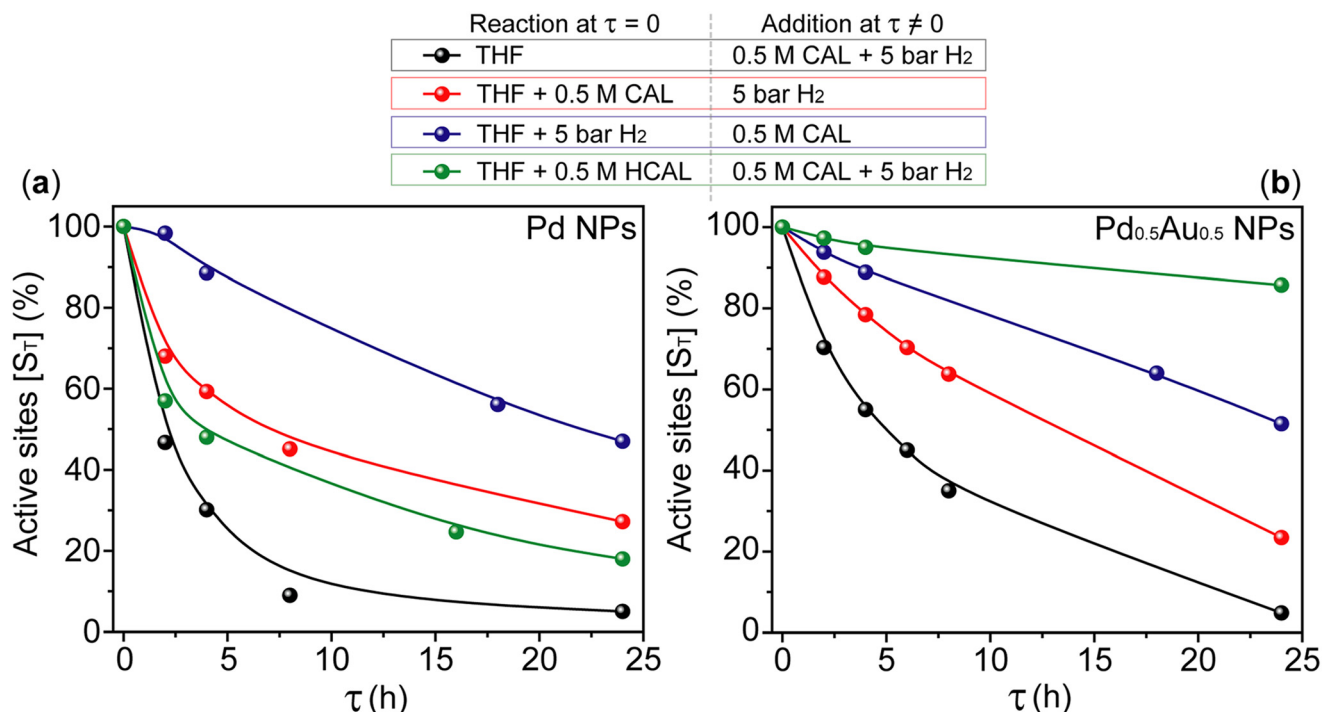 Reaction at τ = 0 Addition at τ ≠ 0
THF 0.5 M CAL + 5 bar H₂
THF + 0.5 M CAL 5 bar H₂
THF + 5 bar H₂ 0.5 M CAL
THF + 0.5 M HCAL 0.5 M CAL + 5 bar H₂
(a)
Pd NPs
Active sites [S_T] (%)
100
80
60
40
20
0
0 5 10 15 20 25
τ (h)
(b)
Pd₀.₅Au₀.₅ NPs
Active sites [S_T] (%)
100
80
60
40
20
0
0 5 10 15 20 25
τ (h)